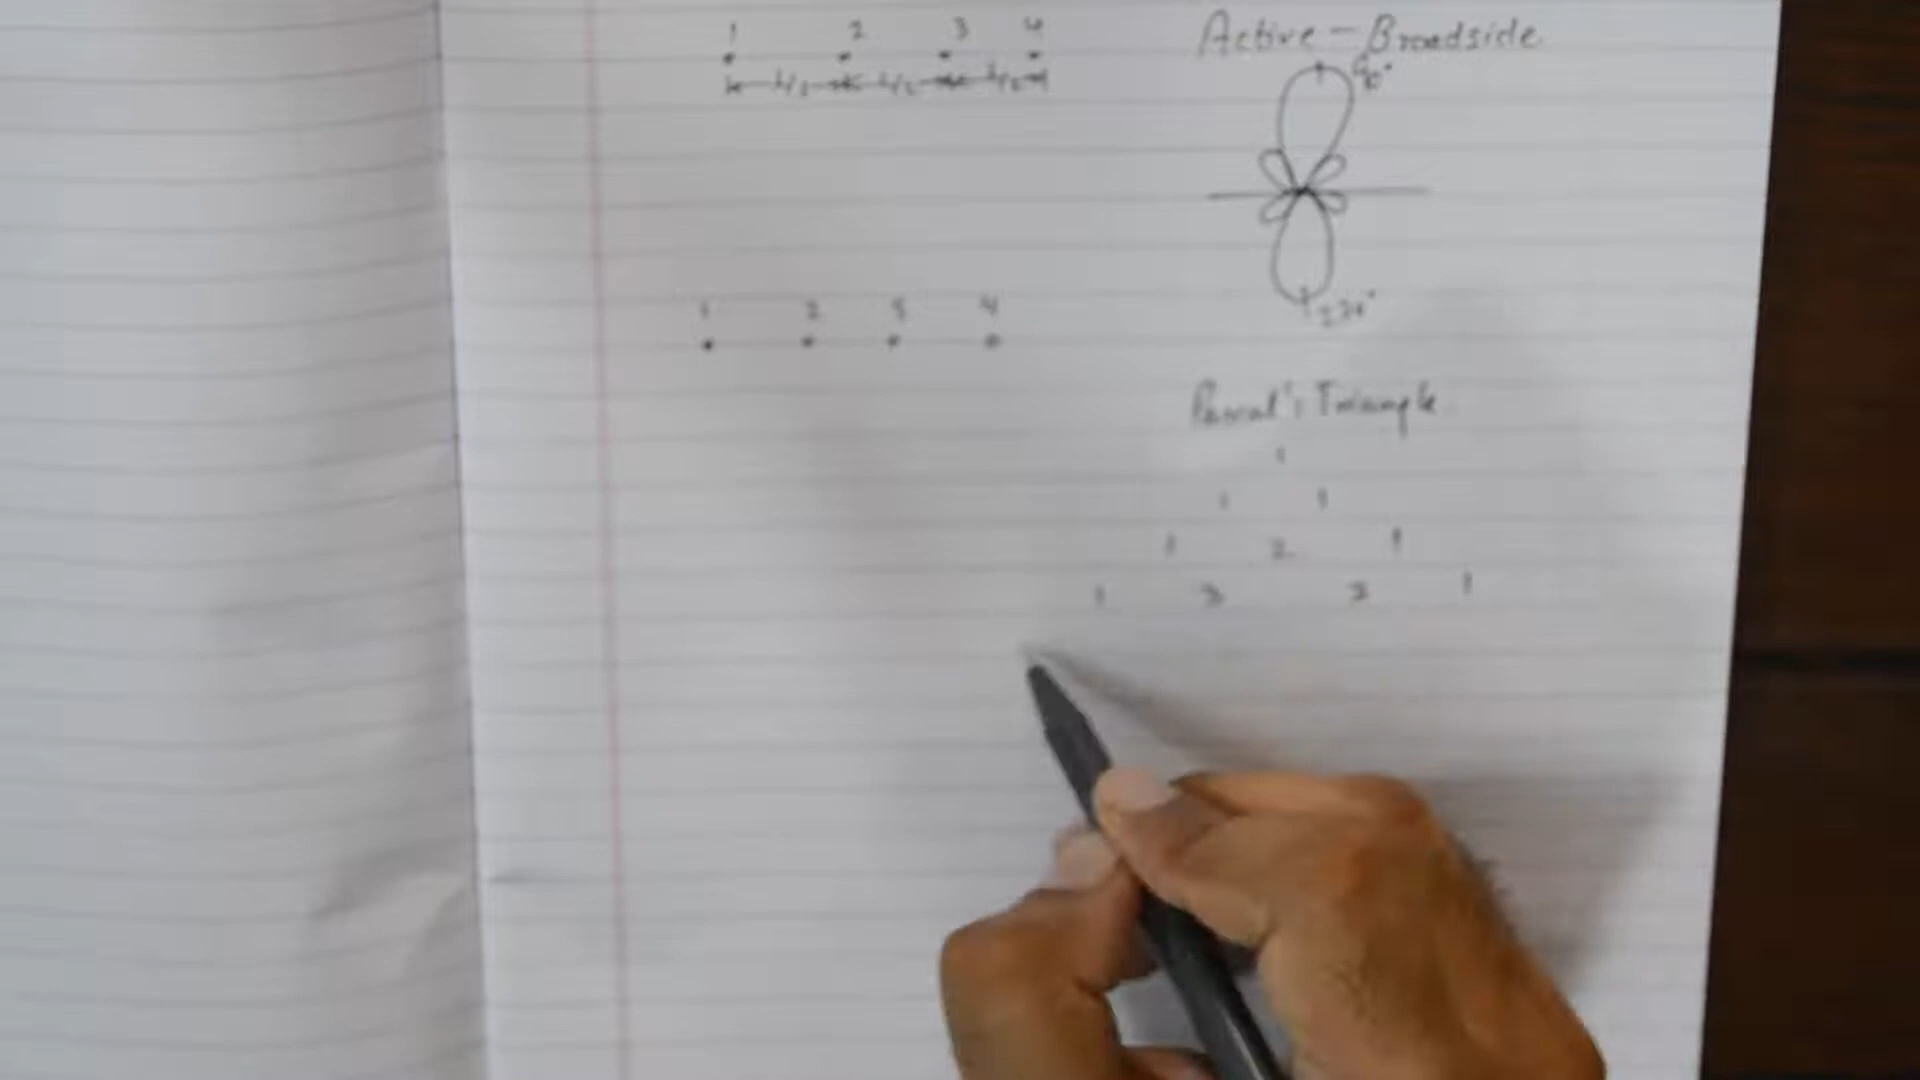 1 2 3 4
Active - Broadside.
λ/2 λ/2 λ/2
90°
270°
1 2 3 4
Pascal's Triangle
1
1 1
1 2 1
1 3 3 1